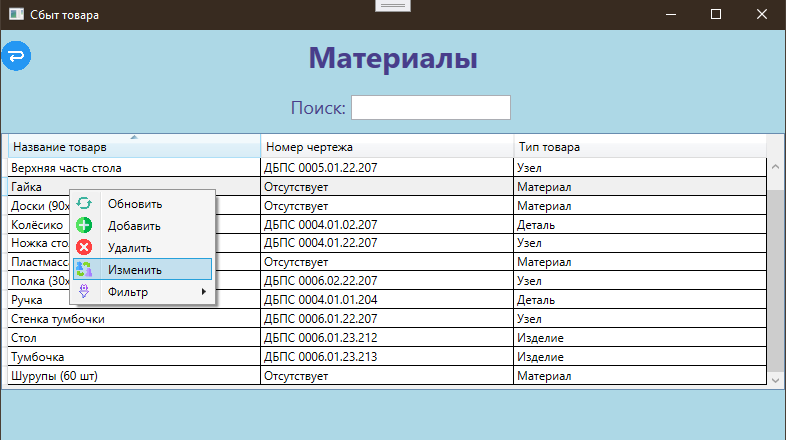 Сбыт товара
Материалы
Поиск:
Название товарв Номер чертежа Тип товара
Верхняя часть стола ДБПС 0005.01.22.207 Узел
Гайка Отсутствует Материал
Доски (90х Отсутствует Материал
Колёсико ДБПС 0004.01.02.207 Деталь
Ножка сто ДБПС 0004.01.22.207 Узел
Пластмасс Отсутствует Материал
Полка (30х ДБПС 0006.02.22.207 Узел
Ручка ДБПС 0004.01.01.204 Деталь
Стенка тумбочки ДБПС 0006.01.22.207 Узел
Стол ДБПС 0006.01.23.212 Изделие
Тумбочка ДБПС 0006.01.23.213 Изделие
Шурупы (60 шт) Отсутствует Материал
Обновить
Добавить
Удалить
Изменить
Фильтр